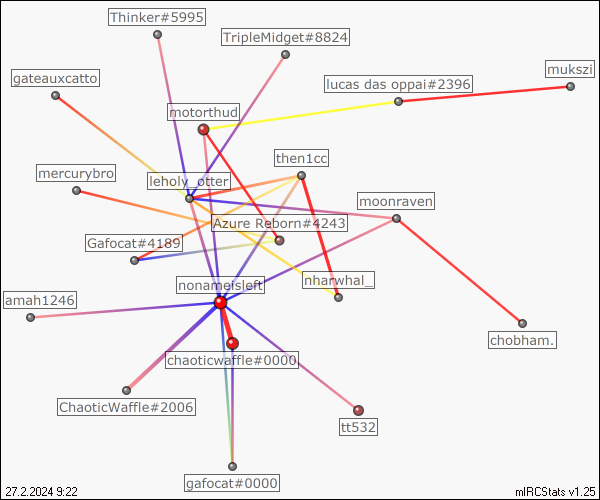 Thinker#5995
TripleMidget#8824
mukszi
gateauxcatto
lucas das oppai#2396
motorthud
then1cc
mercurybro
leholy_otter
moonraven
Azure Reborn#4243
Gafocat#4189
nharwhal_
nonameisleft
amah1246
chobham.
chaoticwaffle#0000
ChaoticWaffle#2006
tt532
gafocat#0000
27.2.2024 9:22
mIRCStats v1.25